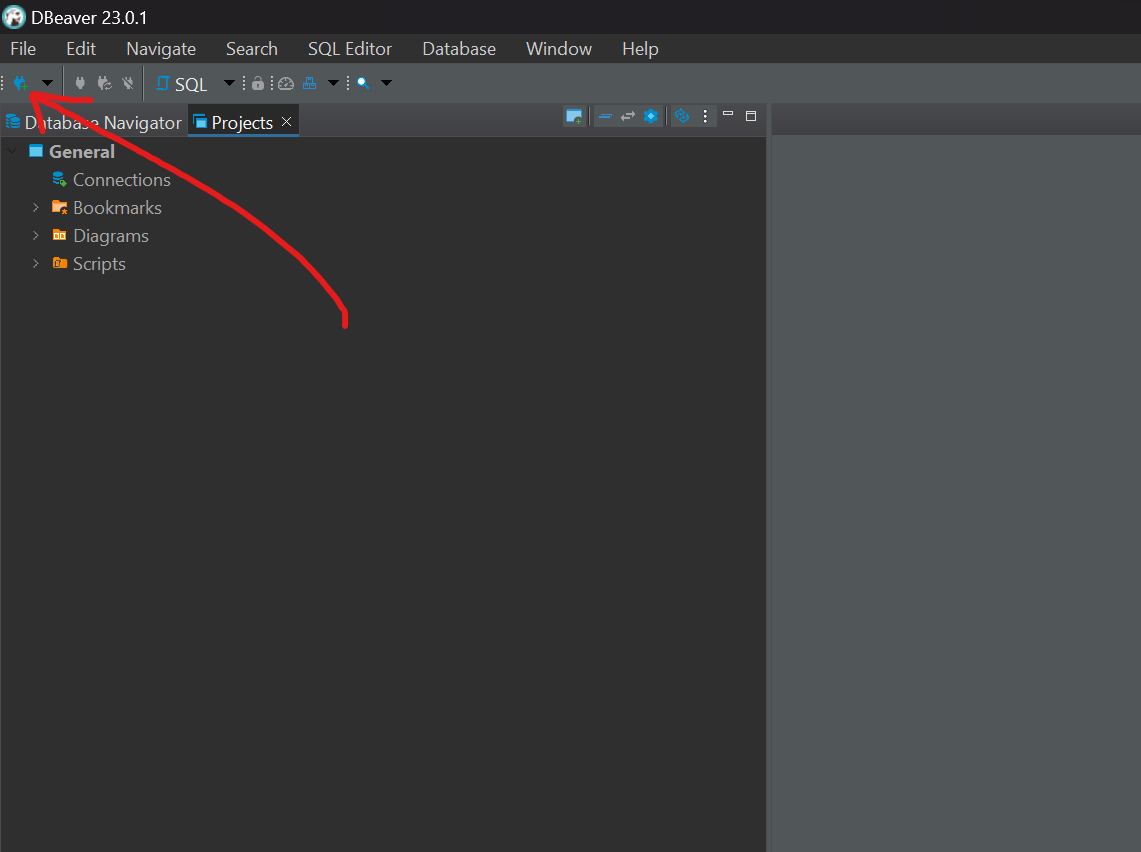 DBeaver 23.0.1
File Edit Navigate Search SQL Editor Database Window Help
SQL
Database Navigator Projects
General
Connections
Bookmarks
Diagrams
Scripts